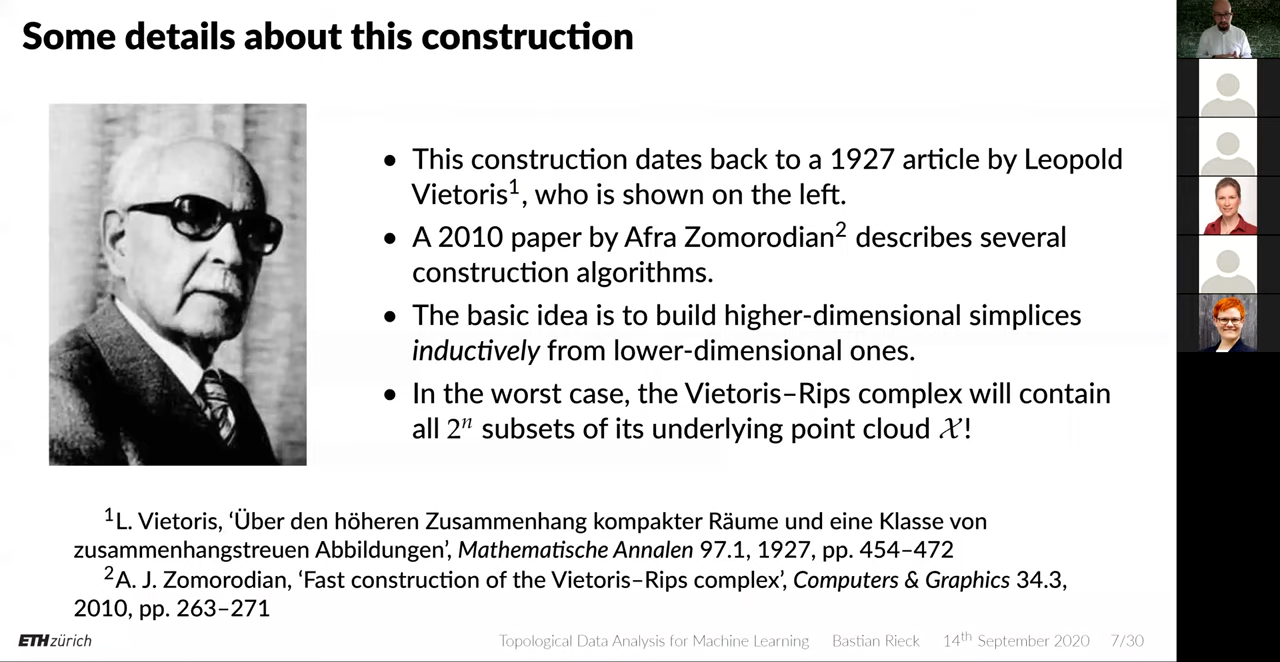 Some details about this construction
• This construction dates back to a 1927 article by Leopold
Vietoris¹, who is shown on the left.
• A 2010 paper by Afra Zomorodian² describes several
construction algorithms.
• The basic idea is to build higher-dimensional simplices
inductively from lower-dimensional ones.
• In the worst case, the Vietoris–Rips complex will contain
all 2ⁿ subsets of its underlying point cloud 𝒳!
¹L. Vietoris, ‘Über den höheren Zusammenhang kompakter Räume und eine Klasse von
zusammenhangstreuen Abbildungen’, Mathematische Annalen 97.1, 1927, pp. 454–472
²A. J. Zomorodian, ‘Fast construction of the Vietoris–Rips complex’, Computers & Graphics 34.3,
2010, pp. 263–271
ETH zürich Topological Data Analysis for Machine Learning Bastian Rieck 14th September 2020 7/30